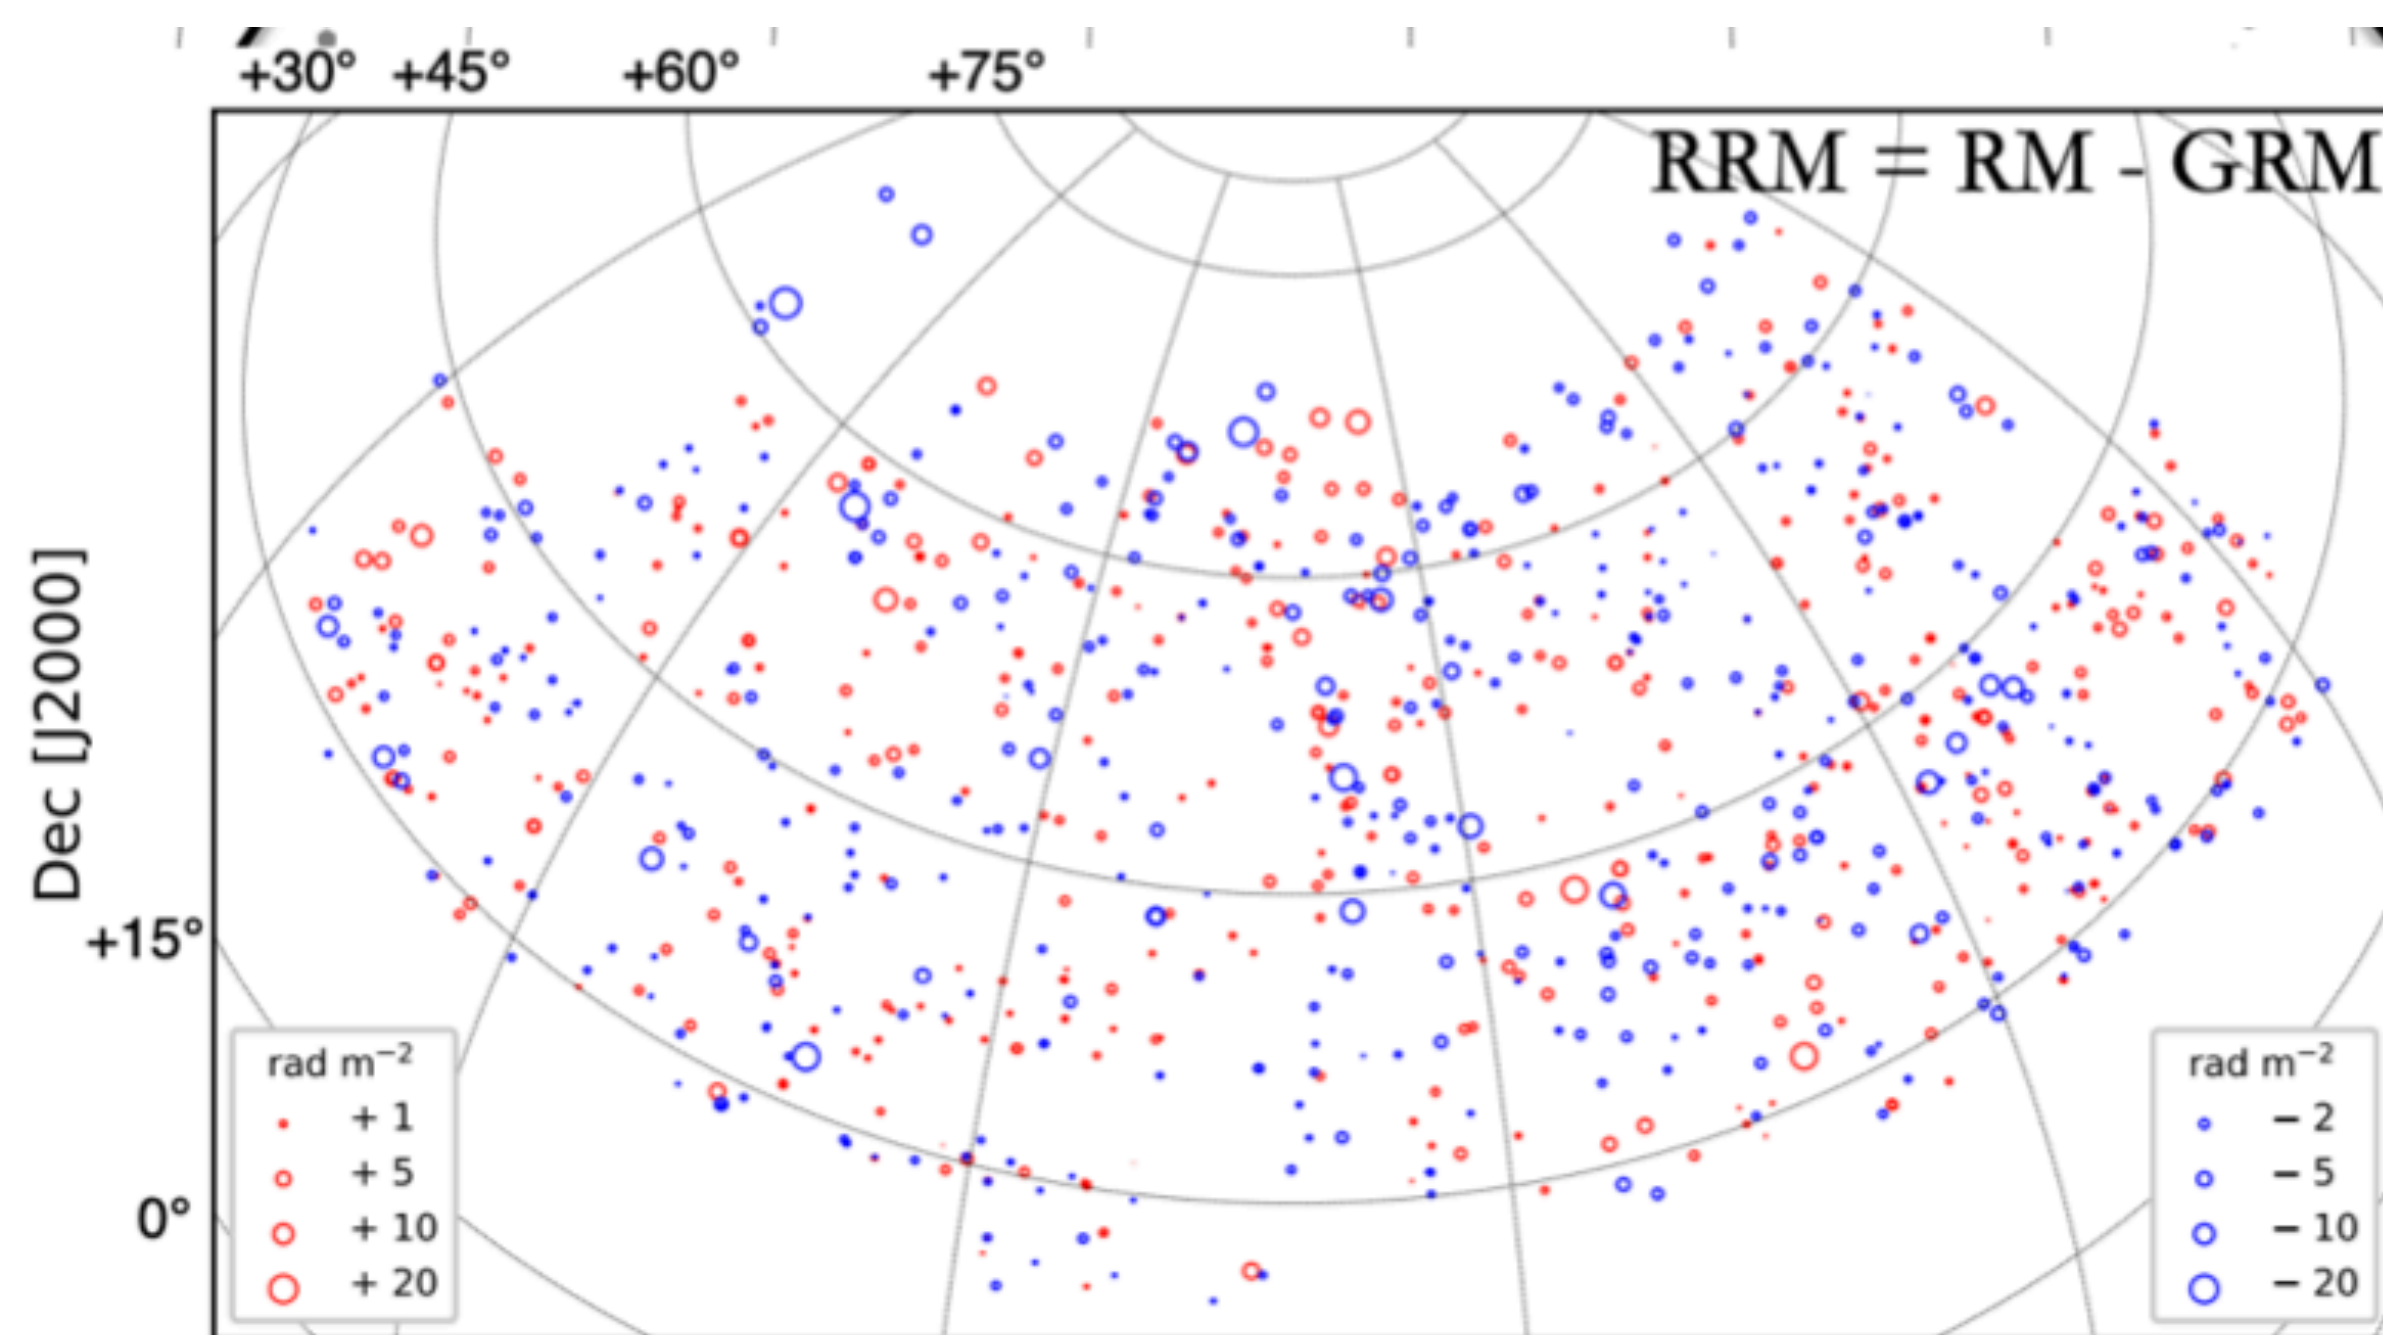 +30° +45° +60° +75°
RRM = RM - GRM
Dec [J2000]
+15°
0°
rad m⁻²
+ 1
+ 5
+ 10
+ 20
rad m⁻²
− 2
− 5
− 10
− 20